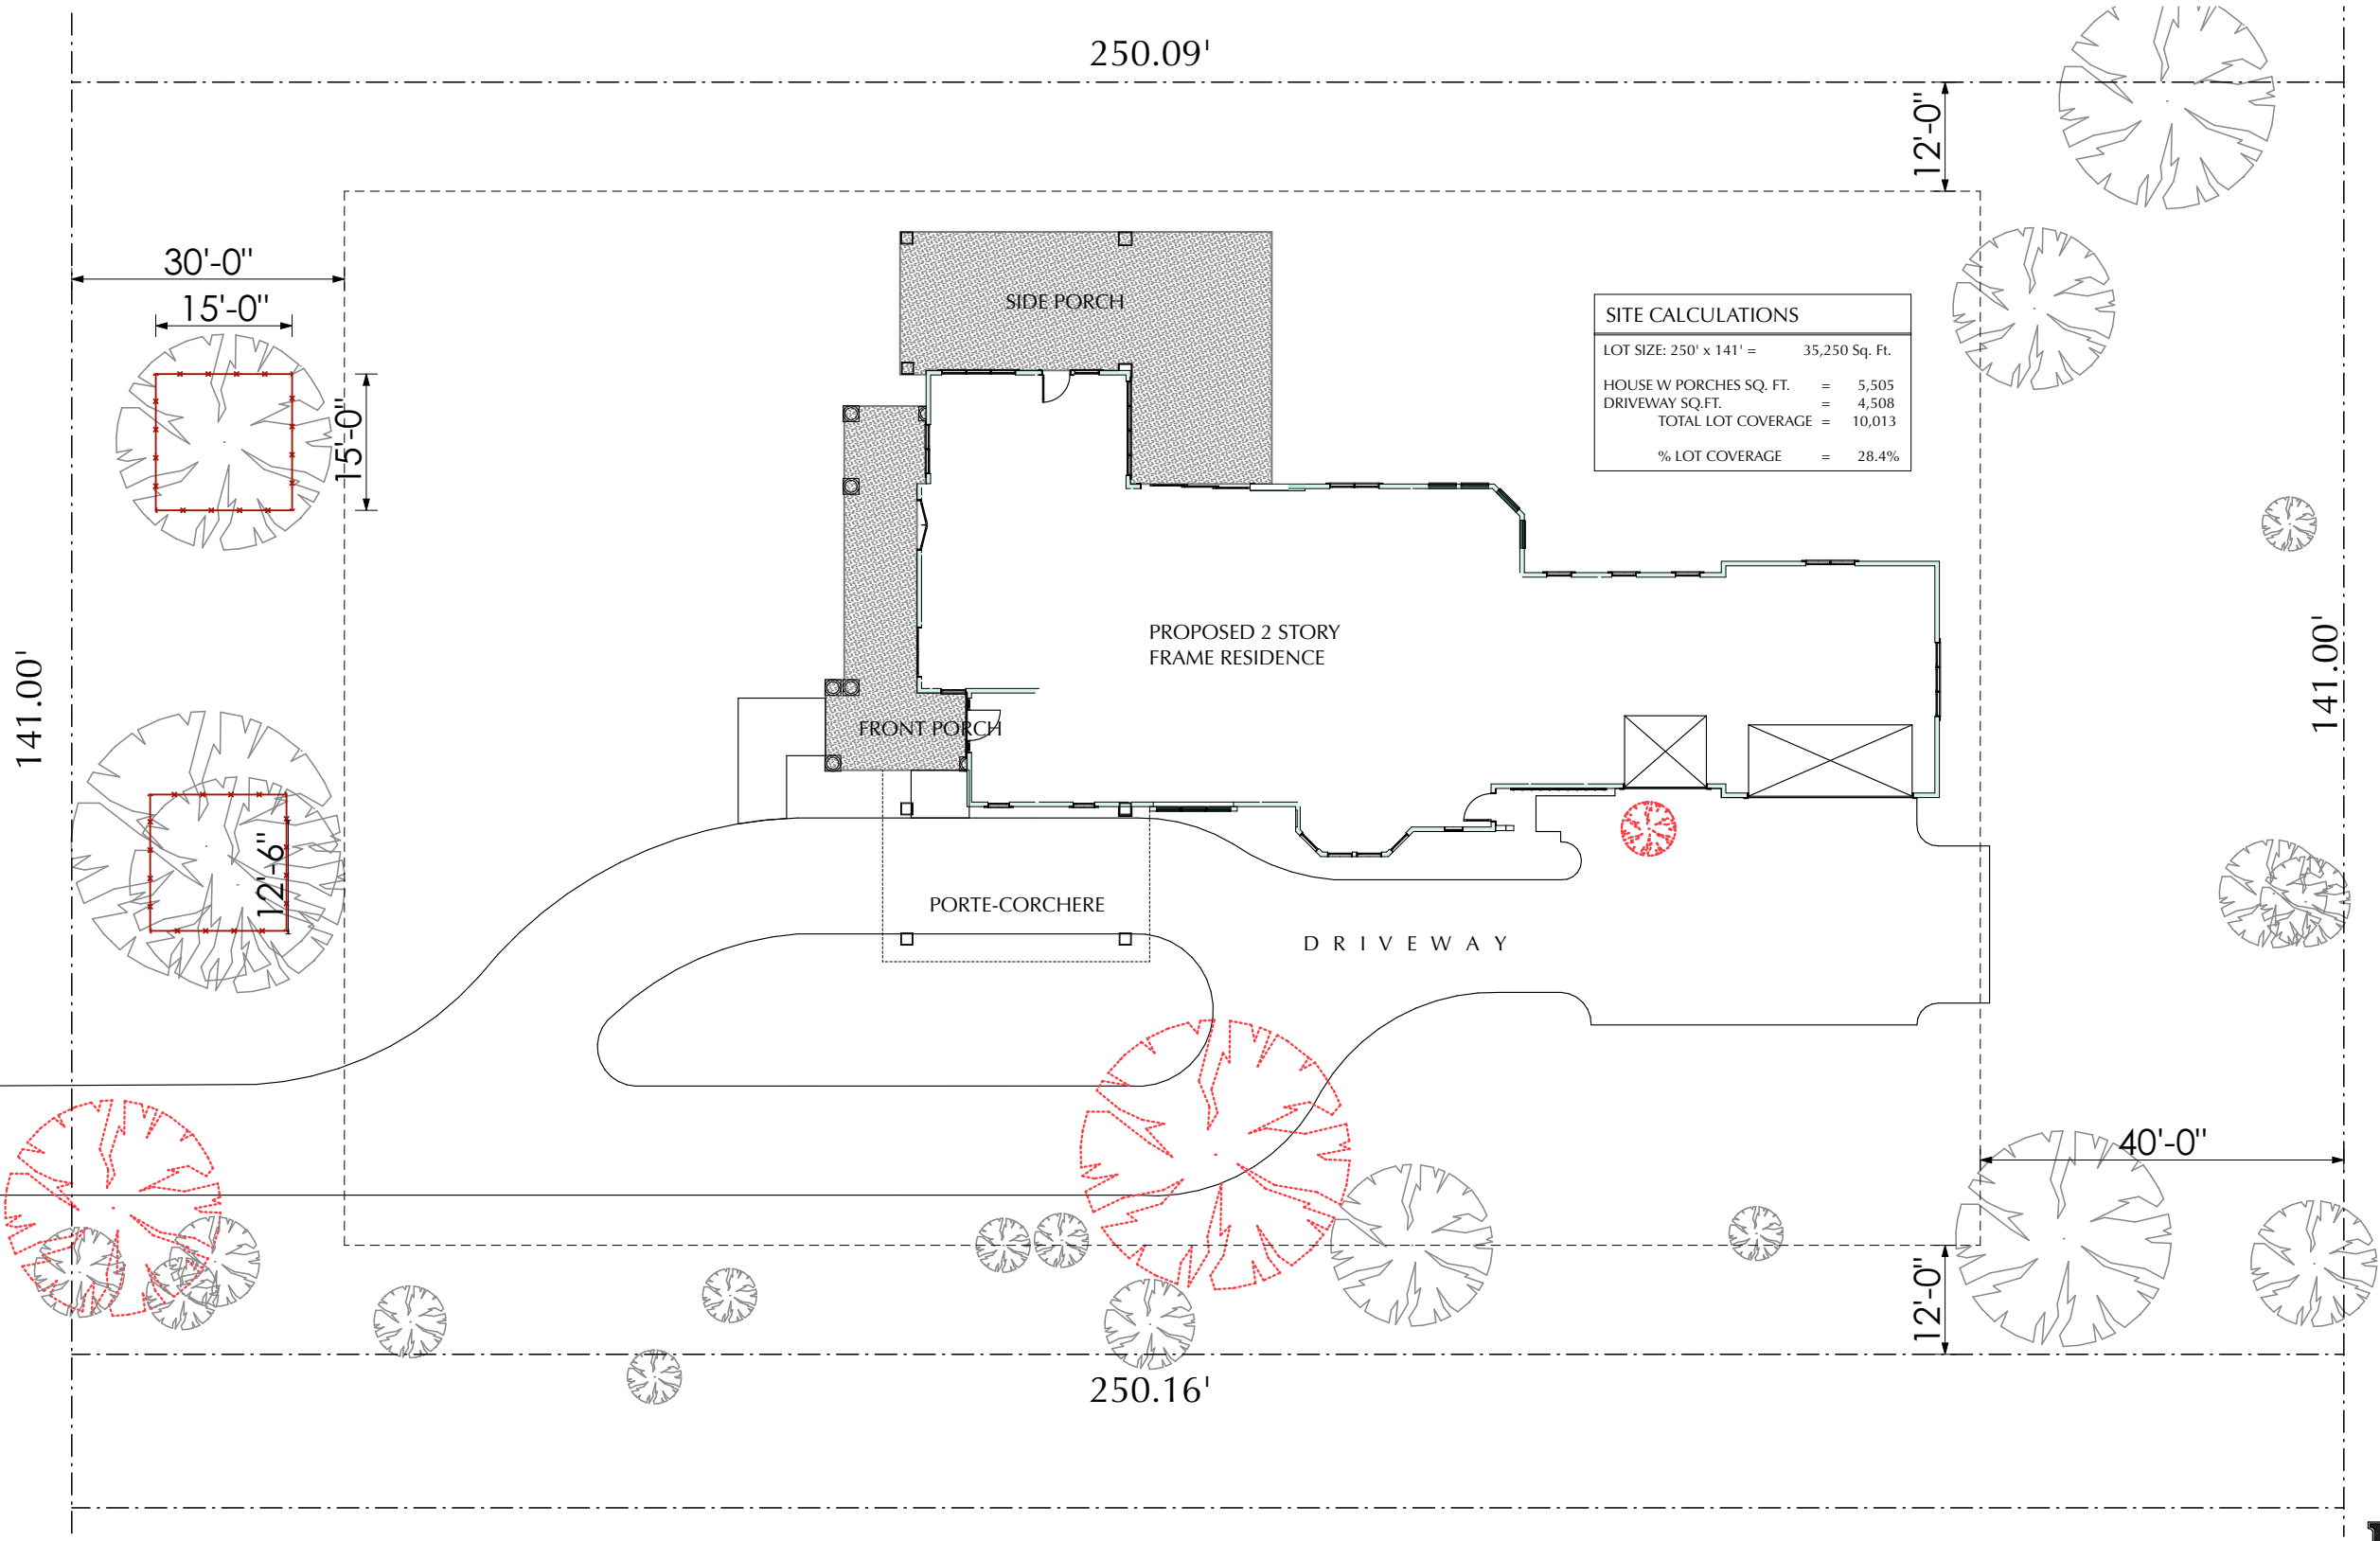 250.09'
12'-0"
30'-0"
15'-0"
SIDE PORCH
SITE CALCULATIONS
LOT SIZE: 250' x 141' = 35,250 Sq. Ft.
HOUSE W PORCHES SQ. FT. = 5,505
DRIVEWAY SQ.FT. = 4,508
TOTAL LOT COVERAGE = 10,013
% LOT COVERAGE = 28.4%
15'-0"
PROPOSED 2 STORY
FRAME RESIDENCE
141.00'
141.00'
FRONT PORCH
12'-6"
PORTE-CORCHERE
DRIVEWAY
40'-0"
12'-0"
250.16'